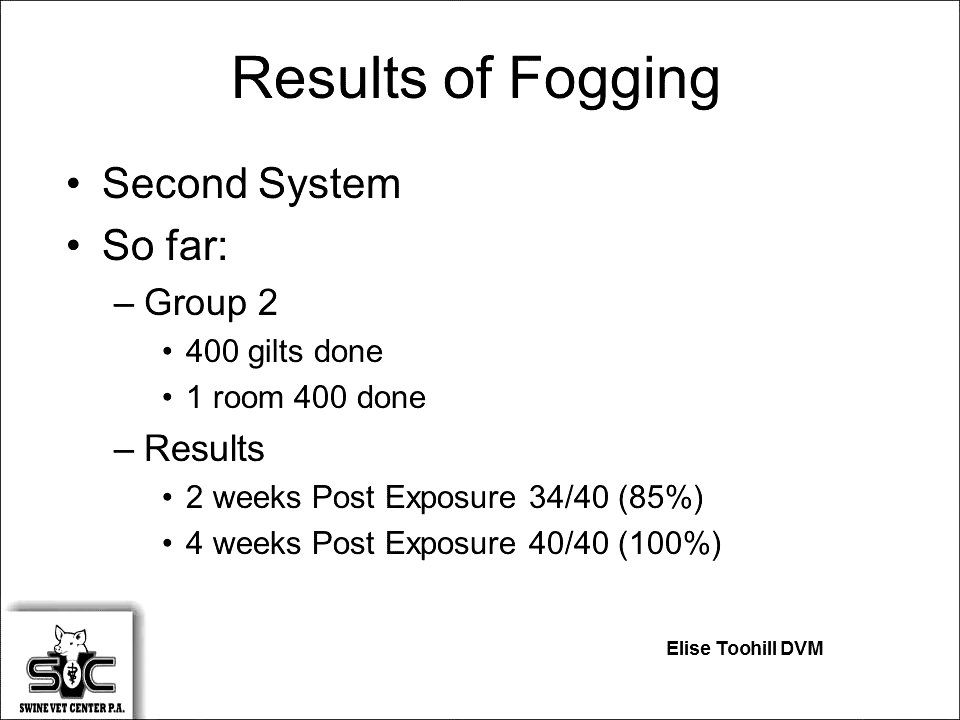 Results of Fogging
• Second System
• So far:
– Group 2
• 400 gilts done
• 1 room 400 done
– Results
• 2 weeks Post Exposure 34/40 (85%)
• 4 weeks Post Exposure 40/40 (100%)
Elise Toohill DVM
SVC
SWINE VET CENTER P.A.